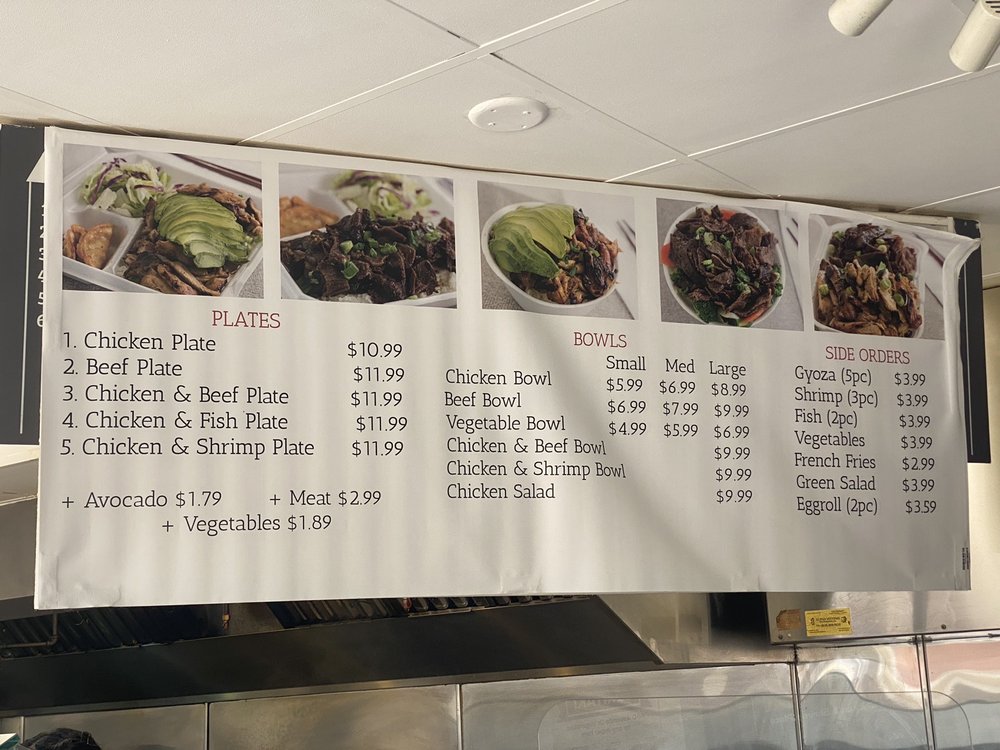 PLATES
1. Chicken Plate $10.99
2. Beef Plate $11.99
3. Chicken & Beef Plate $11.99
4. Chicken & Fish Plate $11.99
5. Chicken & Shrimp Plate $11.99
+ Avocado $1.79 + Meat $2.99
+ Vegetables $1.89
BOWLS
Small Med Large
Chicken Bowl $5.99 $6.99 $8.99
Beef Bowl $6.99 $7.99 $9.99
Vegetable Bowl $4.99 $5.99 $6.99
Chicken & Beef Bowl $9.99
Chicken & Shrimp Bowl $9.99
Chicken Salad $9.99
SIDE ORDERS
Gyoza (5pc) $3.99
Shrimp (3pc) $3.99
Fish (2pc) $3.99
Vegetables $3.99
French Fries $2.99
Green Salad $3.99
Eggroll (2pc) $3.59